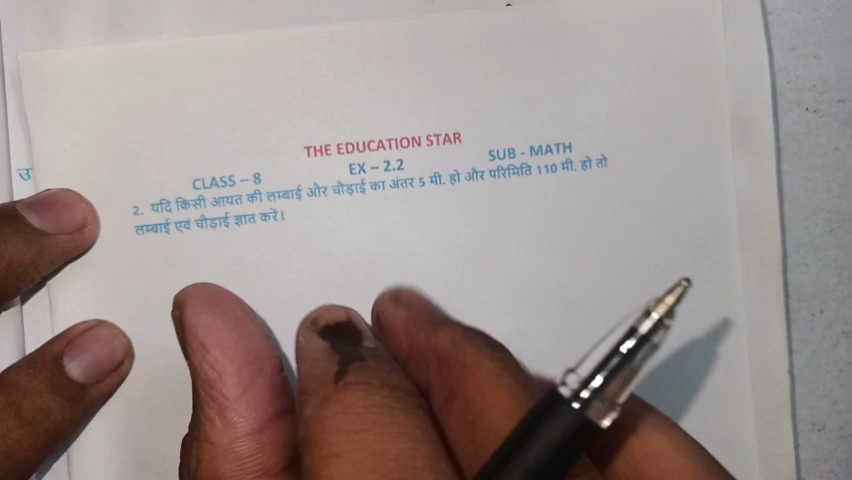 THE EDUCATION STAR
CLASS – 8 EX – 2.2 SUB - MATH
2. यदि किसी आयत की लम्बाई और चौड़ाई का अंतर 5 मी. हो और परिमिति 110 मी. हो तो
लम्बाई एवं चौड़ाई ज्ञात करें।
उ